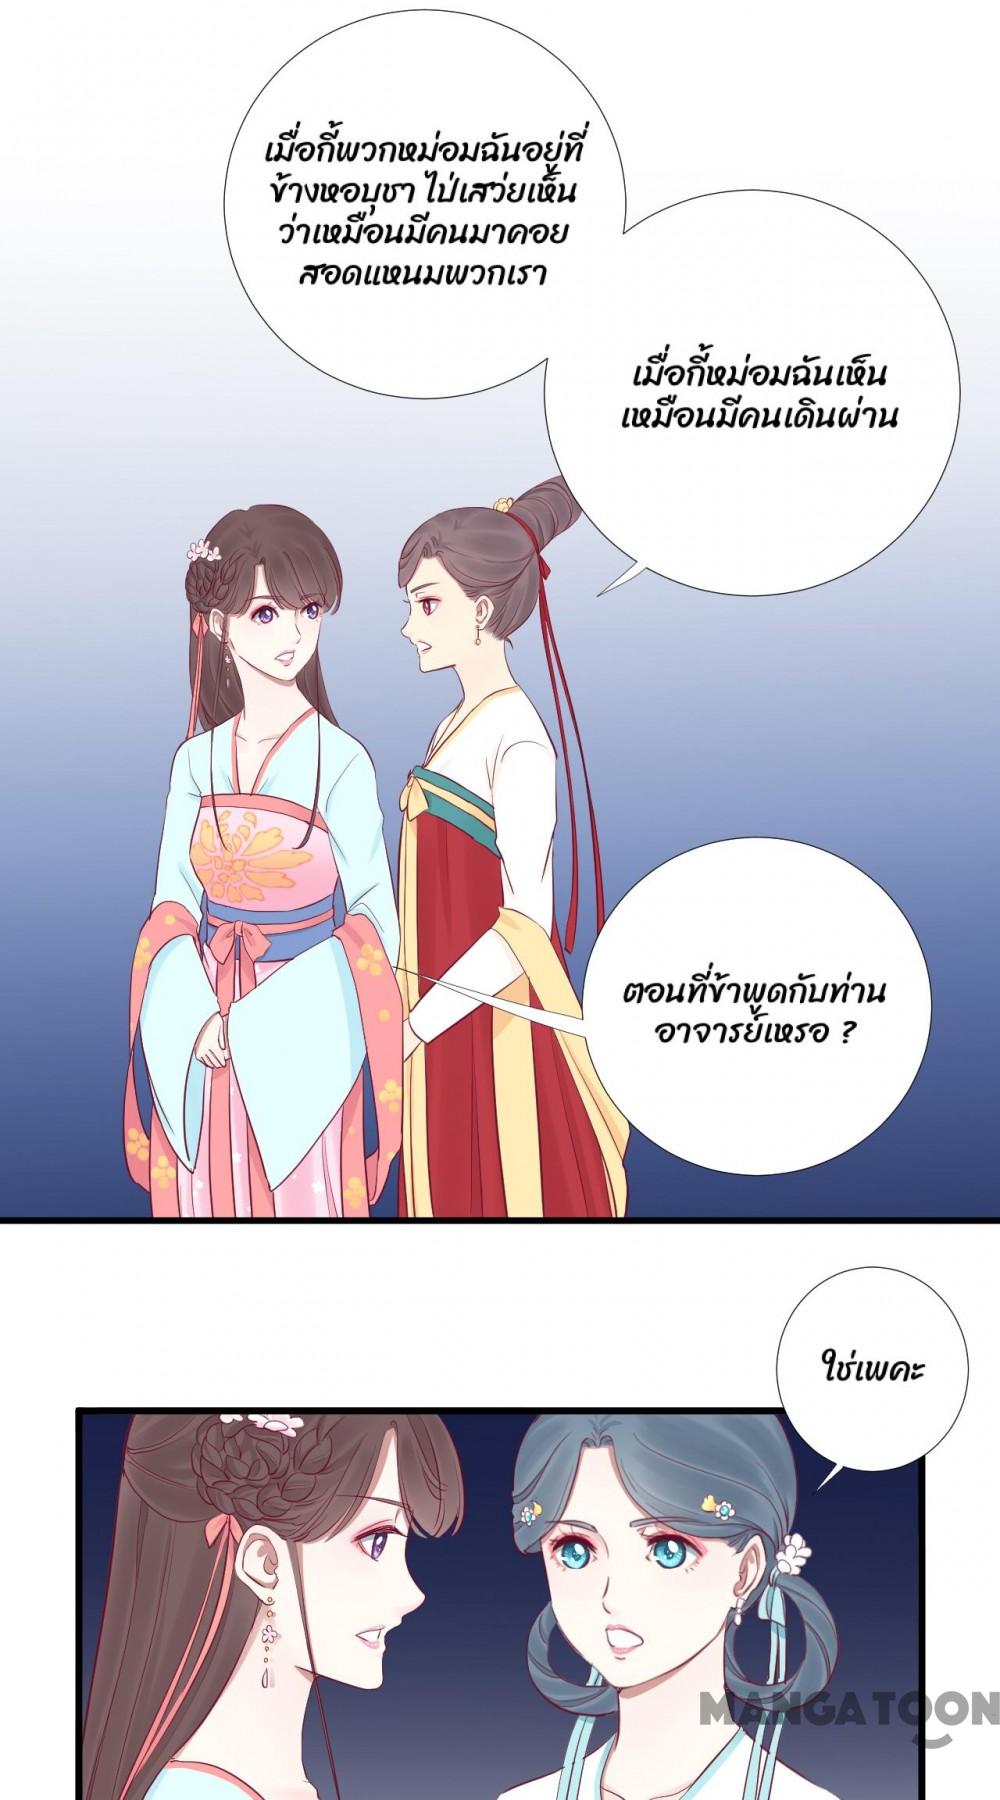 เมื่อกี้พวกหม่อมฉันอยู่ที่
ข้างหอบุชา ไป่เสว่ยเห็น
ว่าเหมือนมีคนมาคอย
สอดแหนมพวกเรา
เมื่อกี้หม่อมฉันเห็น
เหมือนมีคนเดินผ่าน
ตอนที่ข้าพูดกับท่าน
อาจารย์เหรอ ?
ใช่เพคะ
MANGATOON